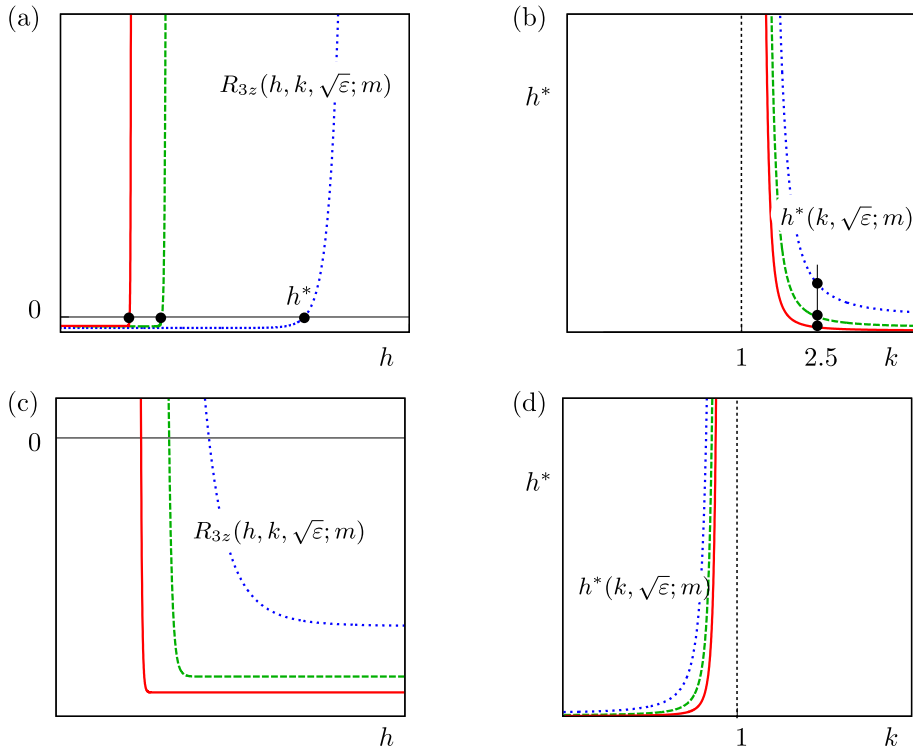 (a)
R_{3z}(h, k, √ε; m)
h*
0
h
(b)
h*
h*(k, √ε; m)
1
2.5
k
(c)
0
R_{3z}(h, k, √ε; m)
h
(d)
h*
h*(k, √ε; m)
1
k